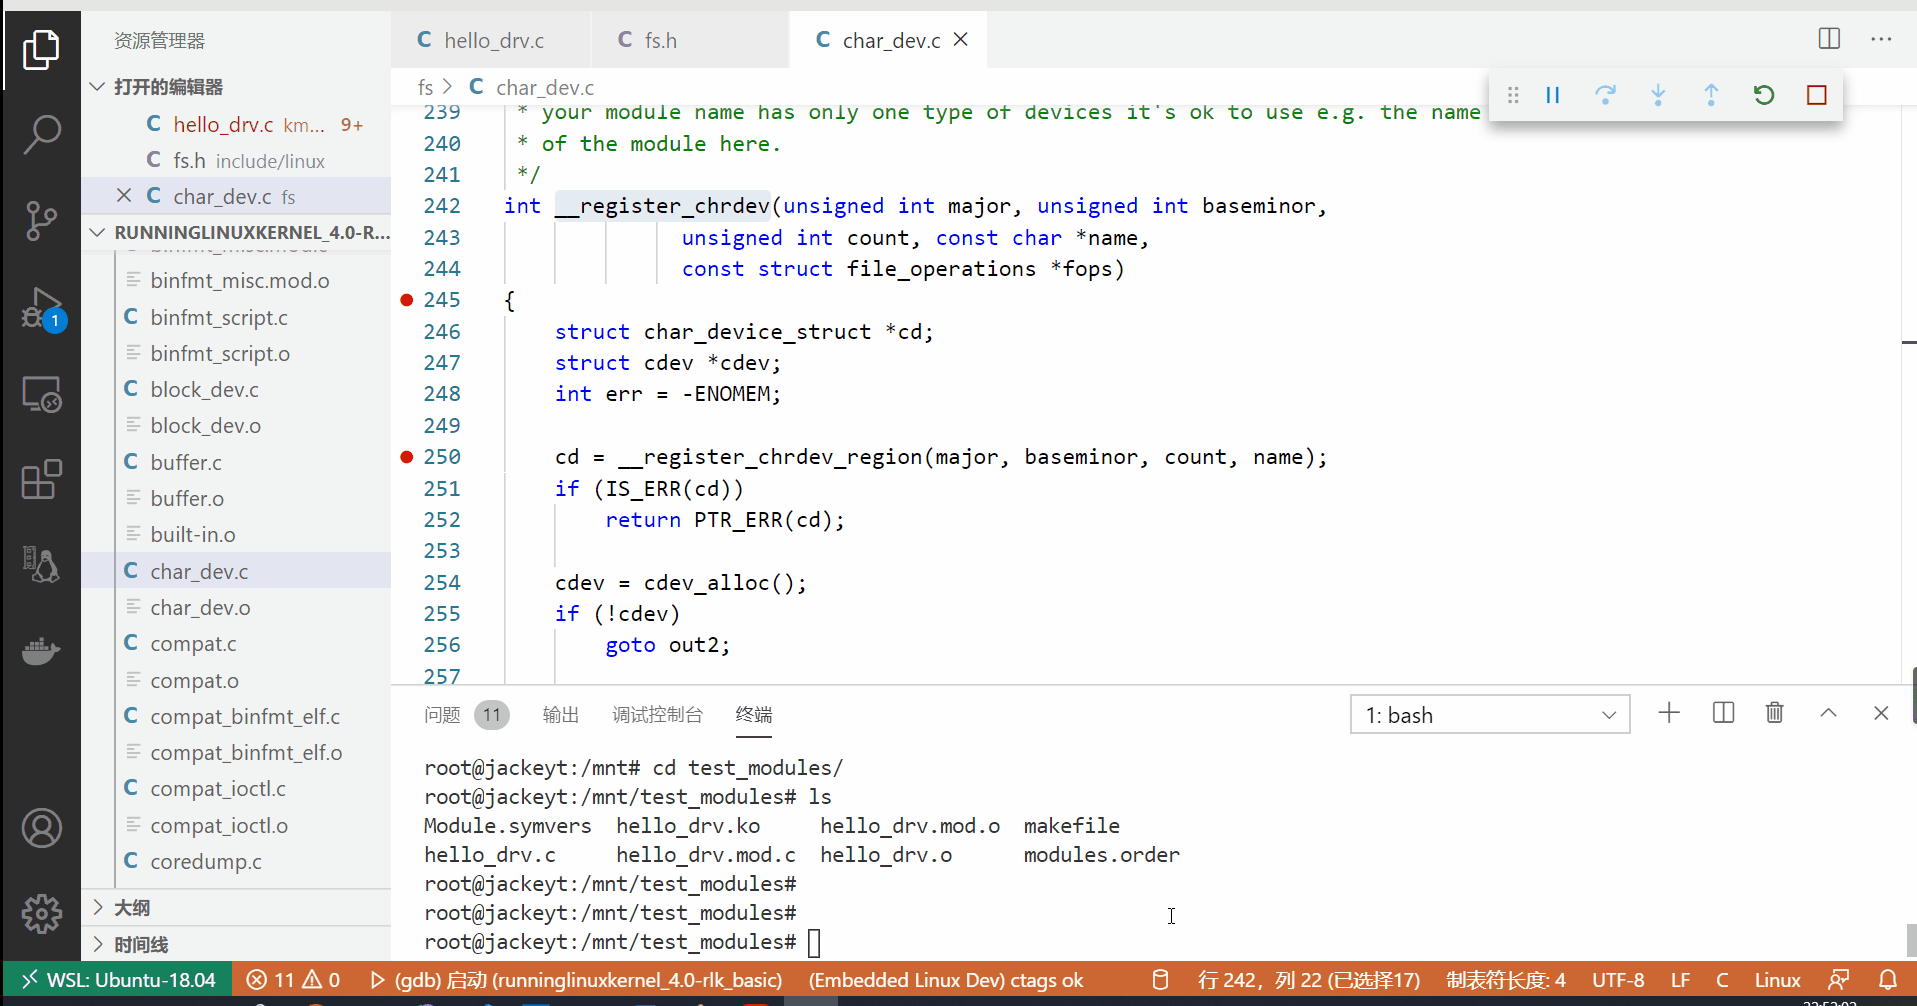 资源管理器
打开的编辑器
hello_drv.c km... 9+
fs.h include/linux
char_dev.c fs
RUNNINGLINUXKERNEL_4.0-R...
binfmt_misc.mod.c
binfmt_misc.mod.o
binfmt_script.c
binfmt_script.o
block_dev.c
block_dev.o
buffer.c
buffer.o
built-in.o
char_dev.c
char_dev.o
compat.c
compat.o
compat_binfmt_elf.c
compat_binfmt_elf.o
compat_ioctl.c
compat_ioctl.o
coredump.c
大纲
时间线
1
hello_drv.c fs.h char_dev.c
fs > char_dev.c
239 * your module name has only one type of devices it's ok to use e.g. the name
240 * of the module here.
241 */
242 int __register_chrdev(unsigned int major, unsigned int baseminor,
243 unsigned int count, const char *name,
244 const struct file_operations *fops)
245 {
246 struct char_device_struct *cd;
247 struct cdev *cdev;
248 int err = -ENOMEM;
249
250 cd = __register_chrdev_region(major, baseminor, count, name);
251 if (IS_ERR(cd))
252 return PTR_ERR(cd);
253
254 cdev = cdev_alloc();
255 if (!cdev)
256 goto out2;
257
问题 11 输出 调试控制台 终端 1: bash
root@jackeyt:/mnt# cd test_modules/
root@jackeyt:/mnt/test_modules# ls
Module.symvers hello_drv.ko hello_drv.mod.o makefile
hello_drv.c hello_drv.mod.c hello_drv.o modules.order
root@jackeyt:/mnt/test_modules#
root@jackeyt:/mnt/test_modules#
root@jackeyt:/mnt/test_modules#
WSL: Ubuntu-18.04 11 0 (gdb) 启动 (runninglinuxkernel_4.0-rlk_basic) (Embedded Linux Dev) ctags ok 行 242，列 22 (已选择17) 制表符长度: 4 UTF-8 LF C Linux